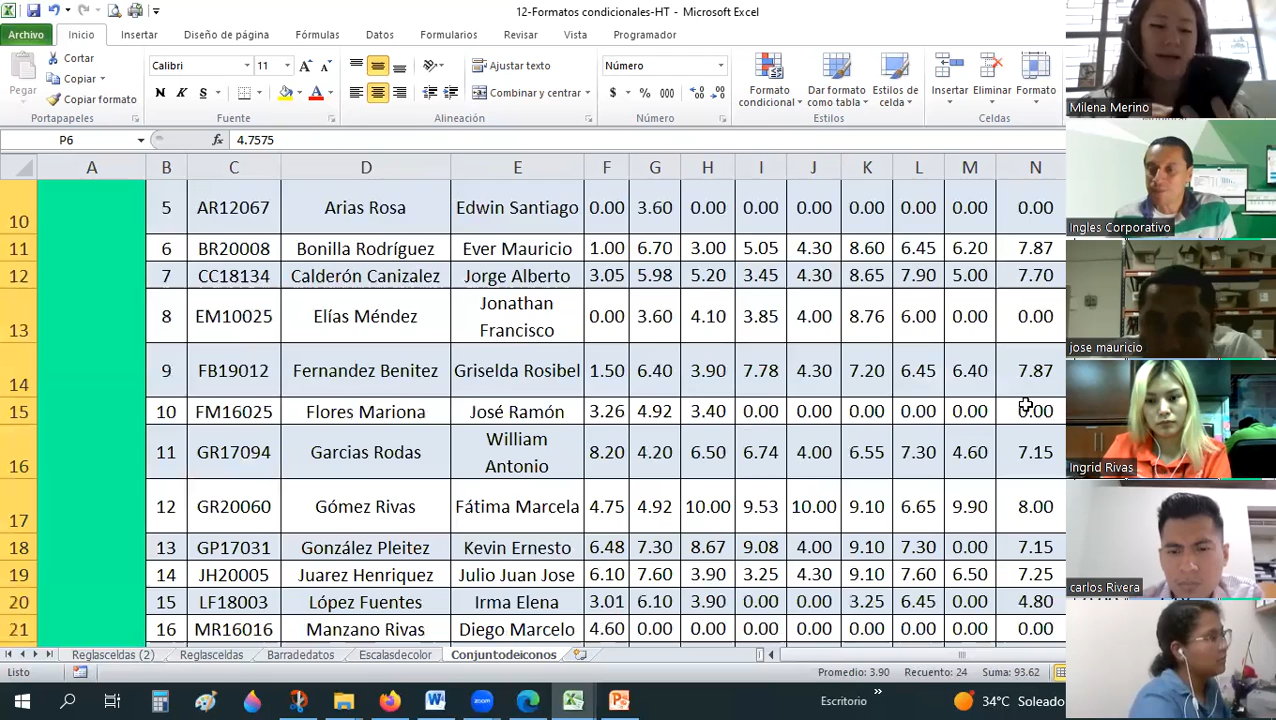 12-Formatos condicionales-HT - Microsoft Excel
Archivo Inicio Insertar Diseño de página Fórmulas Datos Formularios Revisar Vista Programador
Pegar
Cortar
Copiar
Copiar formato
Portapapeles
Calibri 11
N K S
Fuente
Ajustar texto
Combinar y centrar
Alineación
Número
$ % 000
Número
Formato condicional
Dar formato como tabla
Estilos de celda
Estilos
Insertar Eliminar Formato
Celdas
P6 fx 4.7575
A B C D E F G H I J K L M N
10 5 AR12067 Arias Rosa Edwin Santiago 0.00 3.60 0.00 0.00 0.00 0.00 0.00 0.00 0.00
11 6 BR20008 Bonilla Rodríguez Ever Mauricio 1.00 6.70 3.00 5.05 4.30 8.60 6.45 6.20 7.87
12 7 CC18134 Calderón Canizalez Jorge Alberto 3.05 5.98 5.20 3.45 4.30 8.65 7.90 5.00 7.70
13 8 EM10025 Elías Méndez Jonathan Francisco 0.00 3.60 4.10 3.85 4.00 8.76 6.00 0.00 0.00
14 9 FB19012 Fernandez Benitez Griselda Rosibel 1.50 6.40 3.90 7.78 4.30 7.20 6.45 6.40 7.87
15 10 FM16025 Flores Mariona José Ramón 3.26 4.92 3.40 0.00 0.00 0.00 0.00 0.00
16 11 GR17094 Garcias Rodas William Antonio 8.20 4.20 6.50 6.74 4.00 6.55 7.30 4.60 7.15
17 12 GR20060 Gómez Rivas Fátima Marcela 4.75 4.92 10.00 9.53 10.00 9.10 6.65 9.90 8.00
18 13 GP17031 González Pleitez Kevin Ernesto 6.48 7.30 8.67 9.08 4.00 9.10 7.30 0.00 7.15
19 14 JH20005 Juarez Henriquez Julio Juan Jose 6.10 7.60 3.90 3.25 4.30 9.10 7.60 6.50 7.25
20 15 LF18003 López Fuentes Irma Elena 3.01 6.10 3.90 0.00 0.00 3.25 6.45 0.00 4.80
21 16 MR16016 Manzano Rivas Diego Marcelo 4.60 0.00 0.00 0.00 0.00 0.00 0.00 0.00 0.00
Reglasceldas (2) Reglasceldas Barradedatos Escalasdecolor Conjuntodeiconos
Listo Promedio: 3.90 Recuento: 24 Suma: 93.62
Escritorio » 34°C Soleado
Milena Merino
Ingles Corporativo
jose mauricio
Ingrid Rivas
carlos Rivera